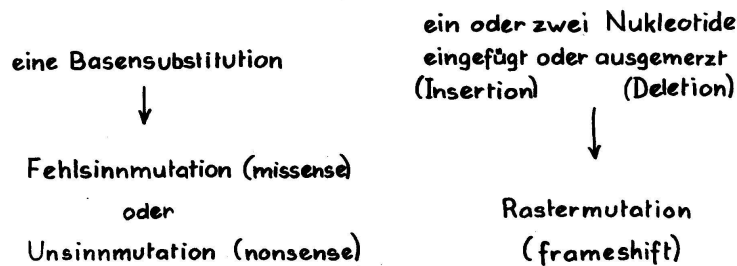 eine Basensubstitution
Fehlsinnmutation (missense)
oder
Unsinnmutation (nonsense)
ein oder zwei Nukleotide
eingefügt oder ausgemerzt
(Insertion) (Deletion)
Rastermutation
(frameshift)